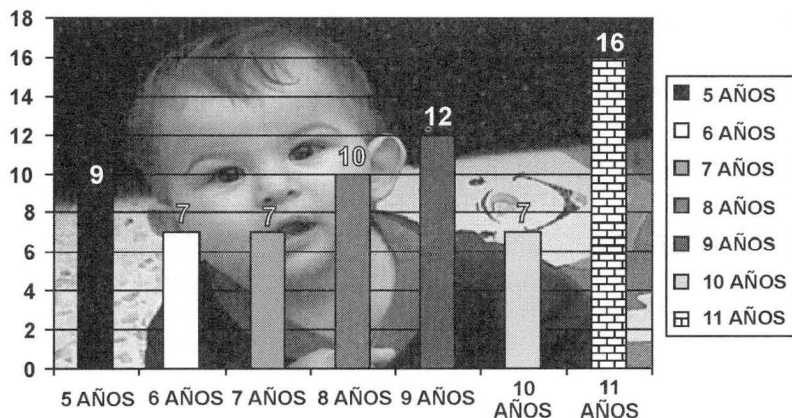 18
16
14
12
10
8
6
4
2
0
9
7
7
10
12
7
16
5 AÑOS
6 AÑOS
7 AÑOS
8 AÑOS
9 AÑOS
10
AÑOS
11
AÑOS
5 AÑOS
6 AÑOS
7 AÑOS
8 AÑOS
9 AÑOS
10 AÑOS
11 AÑOS